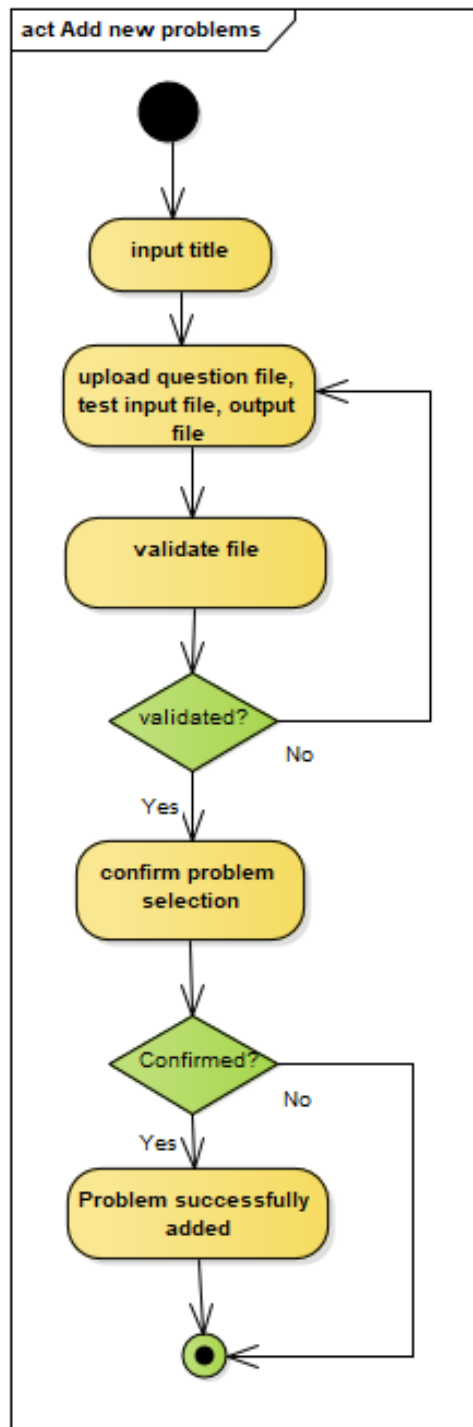 act Add new problems
input title
upload question file,
test input file, output
file
validate file
validated?
No
Yes
confirm problem
selection
Confirmed?
No
Yes
Problem successfully
added